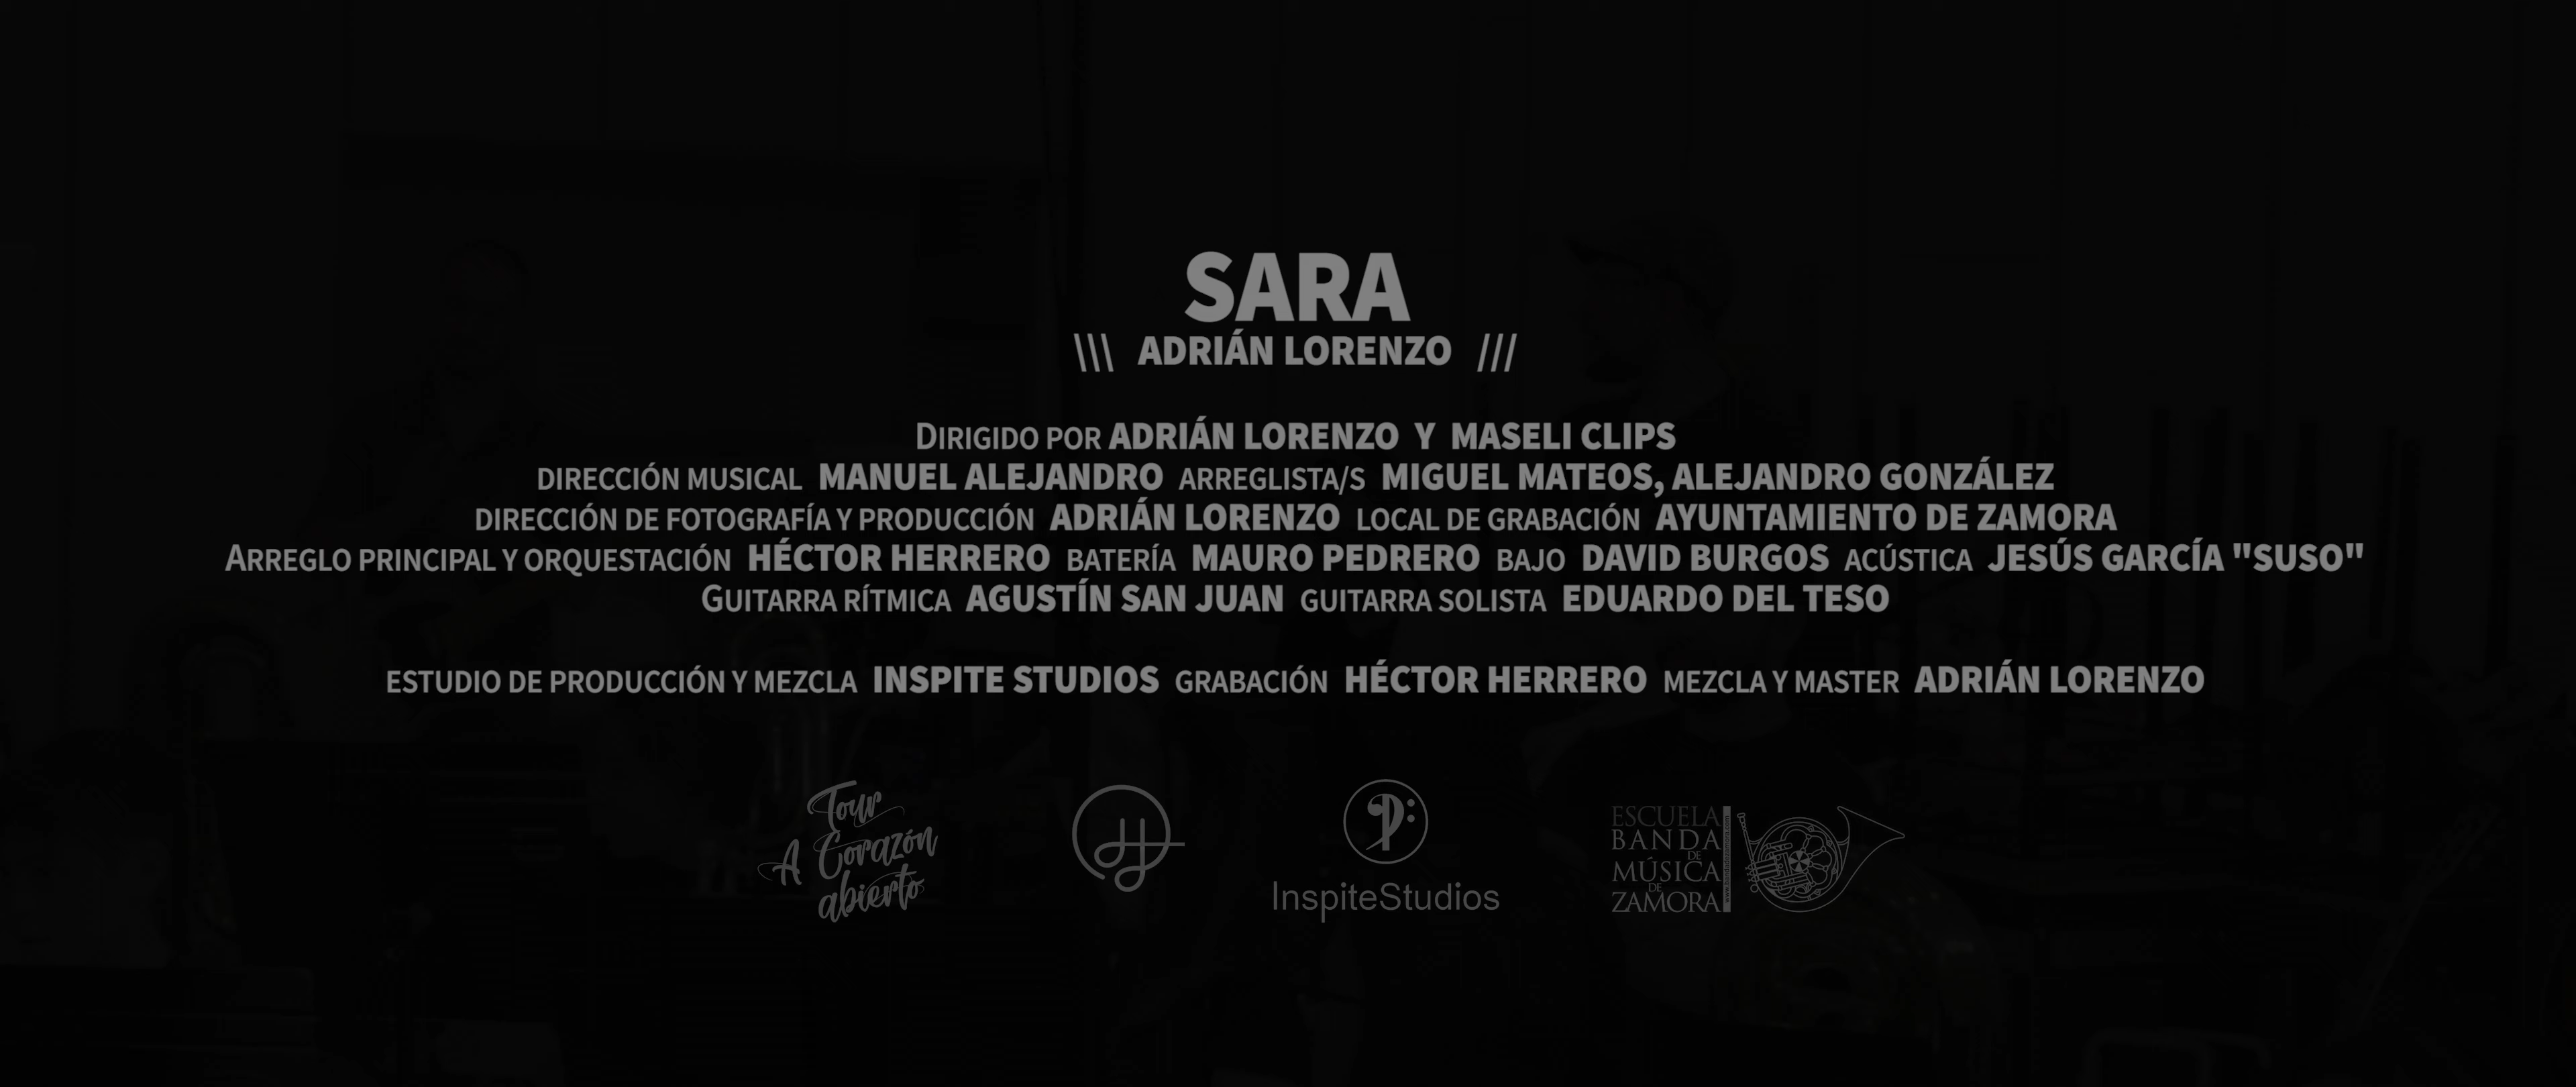 SARA
\\\ ADRIÁN LORENZO ///
DIRIGIDO POR ADRIÁN LORENZO Y MASELI CLIPS
DIRECCIÓN MUSICAL MANUEL ALEJANDRO ARREGLISTA/S MIGUEL MATEOS, ALEJANDRO GONZÁLEZ
DIRECCIÓN DE FOTOGRAFÍA Y PRODUCCIÓN ADRIÁN LORENZO LOCAL DE GRABACIÓN AYUNTAMIENTO DE ZAMORA
ARREGLO PRINCIPAL Y ORQUESTACIÓN HÉCTOR HERRERO BATERÍA MAURO PEDRERO BAJO DAVID BURGOS ACÚSTICA JESÚS GARCÍA "SUSO"
GUITARRA RÍTMICA AGUSTÍN SAN JUAN GUITARRA SOLISTA EDUARDO DEL TESO
ESTUDIO DE PRODUCCIÓN Y MEZCLA INSPITE STUDIOS GRABACIÓN HÉCTOR HERRERO MEZCLA Y MASTER ADRIÁN LORENZO
Tour
A Corazón
abierto
InspiteStudios
ESCUELA
BANDA
DE
MÚSICA
DE
ZAMORA